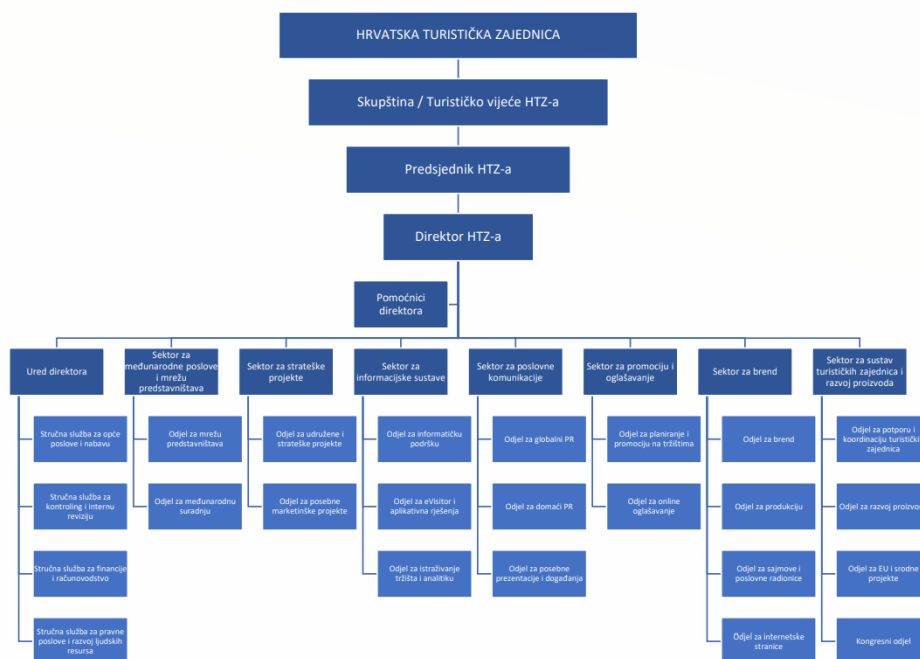 HRVATSKA TURISTIČKA ZAJEDNICA
Skupština / Turističko vijeće HTZ-a
Predsjednik HTZ-a
Direktor HTZ-a
Pomoćnici
direktora
Ured direktora
Sektor za
međunarodne poslove
i mrežu
predstavništava
Sektor za strateške
projekte
Sektor za
informacijske sustave
Sektor za poslovne
komunikacije
Sektor za promociju i
oglašavanje
Sektor za brend
Sektor za sustav
turističkih zajednica i
razvoj proizvoda
Stručna služba za opće
poslove i nabavu
Stručna služba za
kontroling i internu
reviziju
Stručna služba za financije
i računovodstvo
Stručna služba za pravne
poslove i razvoj ljudskih
resursa
Odjel za mrežu
predstavništava
Odjel za međunarodnu
suradnju
Odjel za udružene i
strateške projekte
Odjel za posebne
marketinške projekte
Odjel za informatičku
podršku
Odjel za eVisitor i
aplikativna rješenja
Odjel za istraživanje
tržišta i analitiku
Odjel za globalni PR
Odjel za domaći PR
Odjel za posebne
prezentacije i događanja
Odjel za planiranje i
promociju na tržištima
Odjel za online
oglašavanje
Odjel za brend
Odjel za produkciju
Odjel za sajmove i
poslovne radionice
Odjel za internetske
stranice
Odjel za potporu i
koordinaciju turistički
zajednica
Odjel za razvoj proizvod
Odjel za EU i srodne
projekte
Kongresni odjel